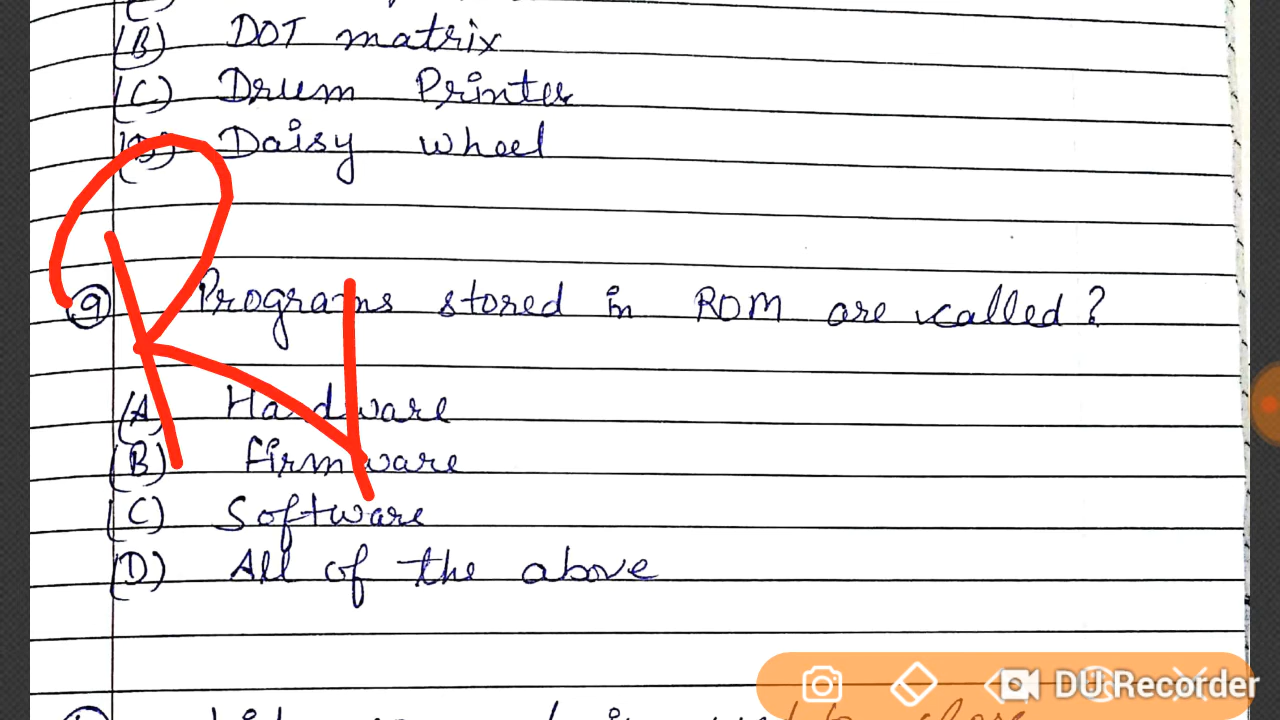 (B) DOT matrix
(C) Drum Printer
(D) Daisy wheel
9 Programs stored in ROM are called?
(A) Hardware
(B) firmware
(C) Software
(D) All of the above
DU Recorder